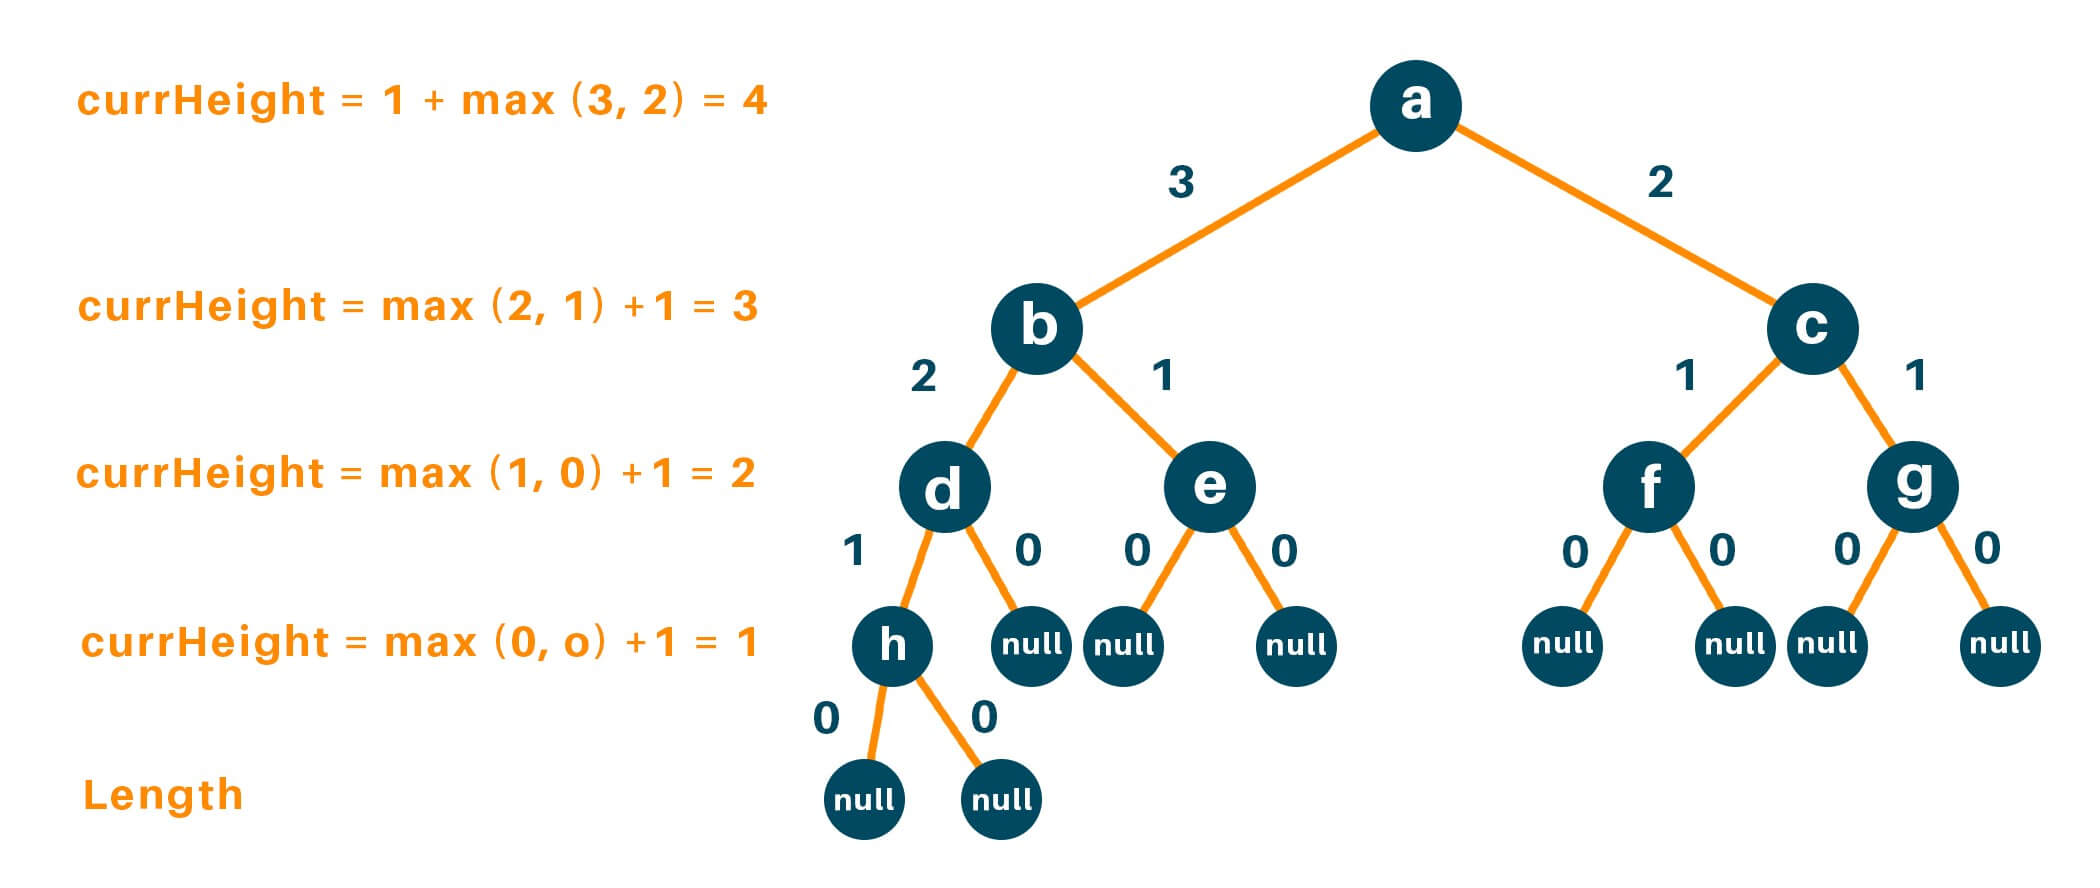 currHeight = 1 + max (3, 2) = 4
a
3
2
currHeight = max (2, 1) +1 = 3
b
c
2
1
1
1
currHeight = max (1, 0) +1 = 2
d
e
f
g
1
0
0
0
0
0
0
0
currHeight = max (0, o) +1 = 1
h
null
null
null
null
null
null
null
0
0
Length
null
null